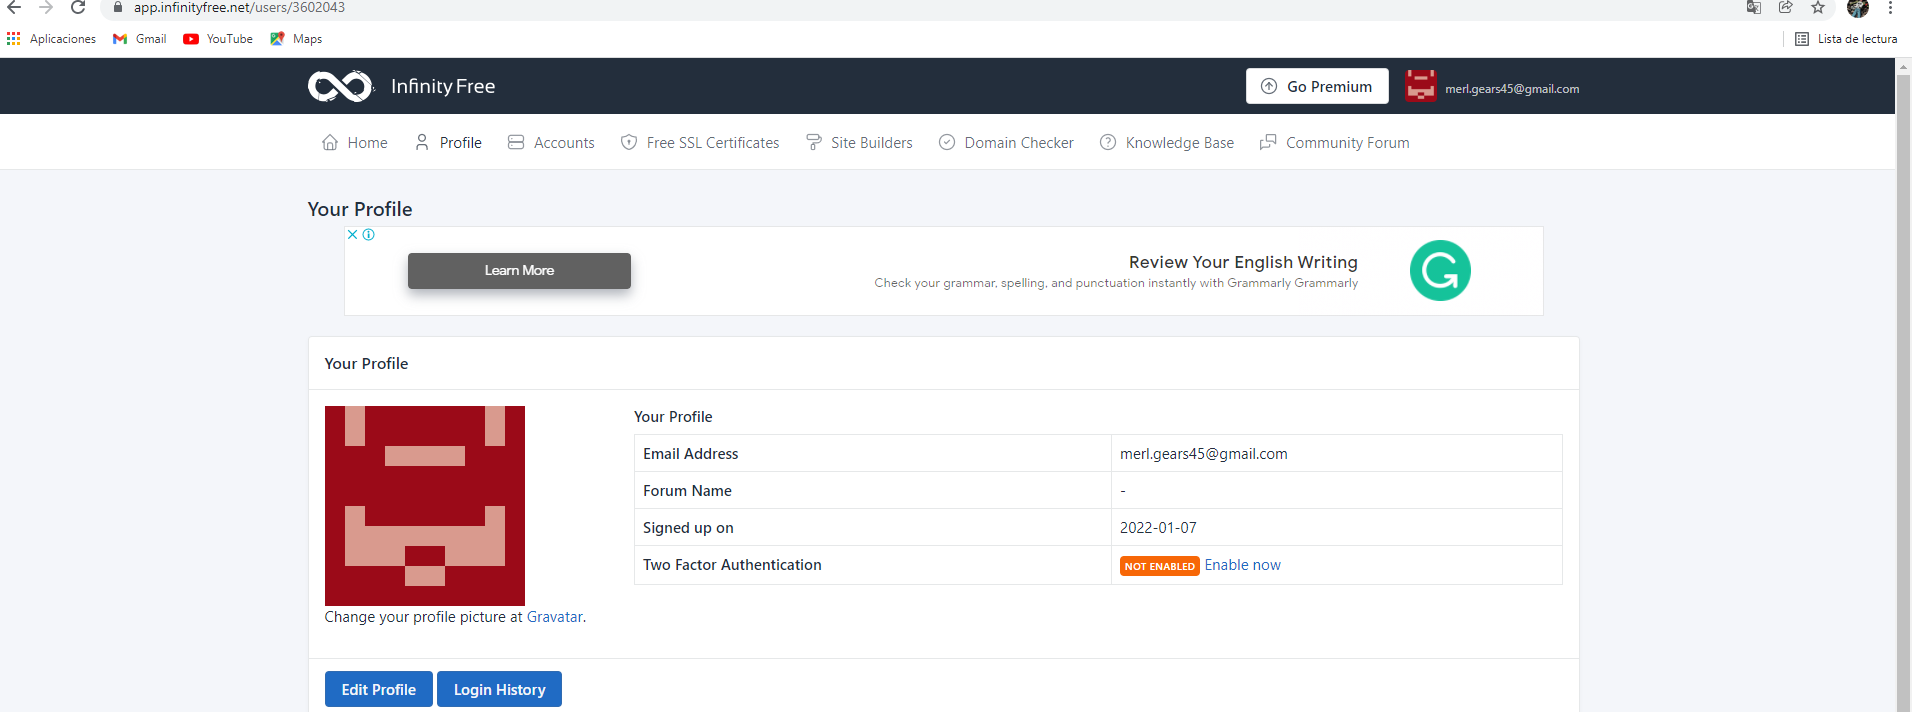 app.infinityfree.net/users/3602043
Aplicaciones Gmail YouTube Maps Lista de lectura
Infinity Free Go Premium merl.gears45@gmail.com
Home Profile Accounts Free SSL Certificates Site Builders Domain Checker Knowledge Base Community Forum
Your Profile
Learn More
Review Your English Writing
Check your grammar, spelling, and punctuation instantly with Grammarly Grammarly
Your Profile
Your Profile
Email Address merl.gears45@gmail.com
Forum Name -
Signed up on 2022-01-07
Two Factor Authentication NOT ENABLED Enable now
Change your profile picture at Gravatar.
Edit Profile Login History